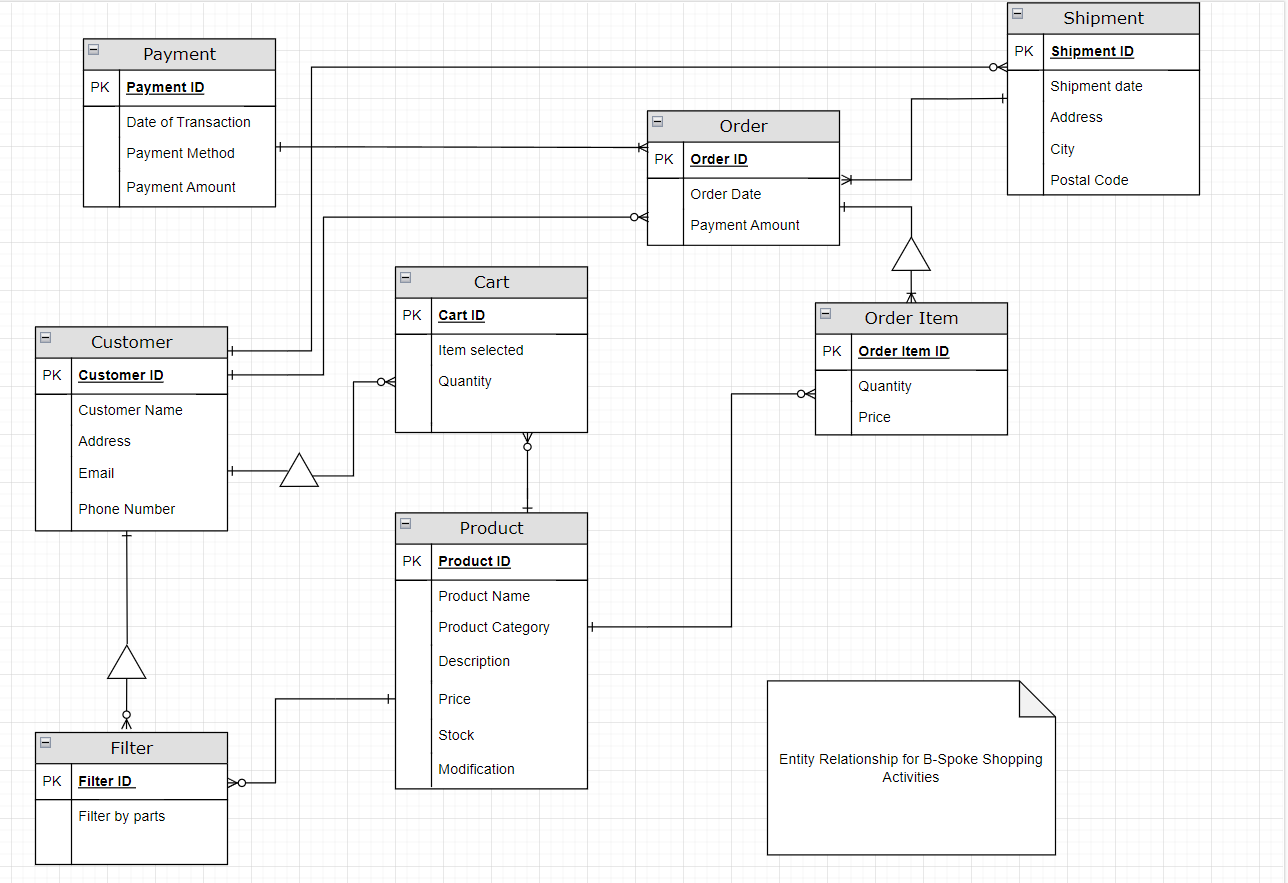 Shipment
PK Shipment ID
Shipment date
Address
City
Postal Code
Payment
PK Payment ID
Date of Transaction
Payment Method
Payment Amount
Order
PK Order ID
Order Date
Payment Amount
Cart
PK Cart ID
Item selected
Quantity
Order Item
PK Order Item ID
Quantity
Price
Customer
PK Customer ID
Customer Name
Address
Email
Phone Number
Product
PK Product ID
Product Name
Product Category
Description
Price
Stock
Modification
Filter
PK Filter ID
Filter by parts
Entity Relationship for B-Spoke Shopping
Activities